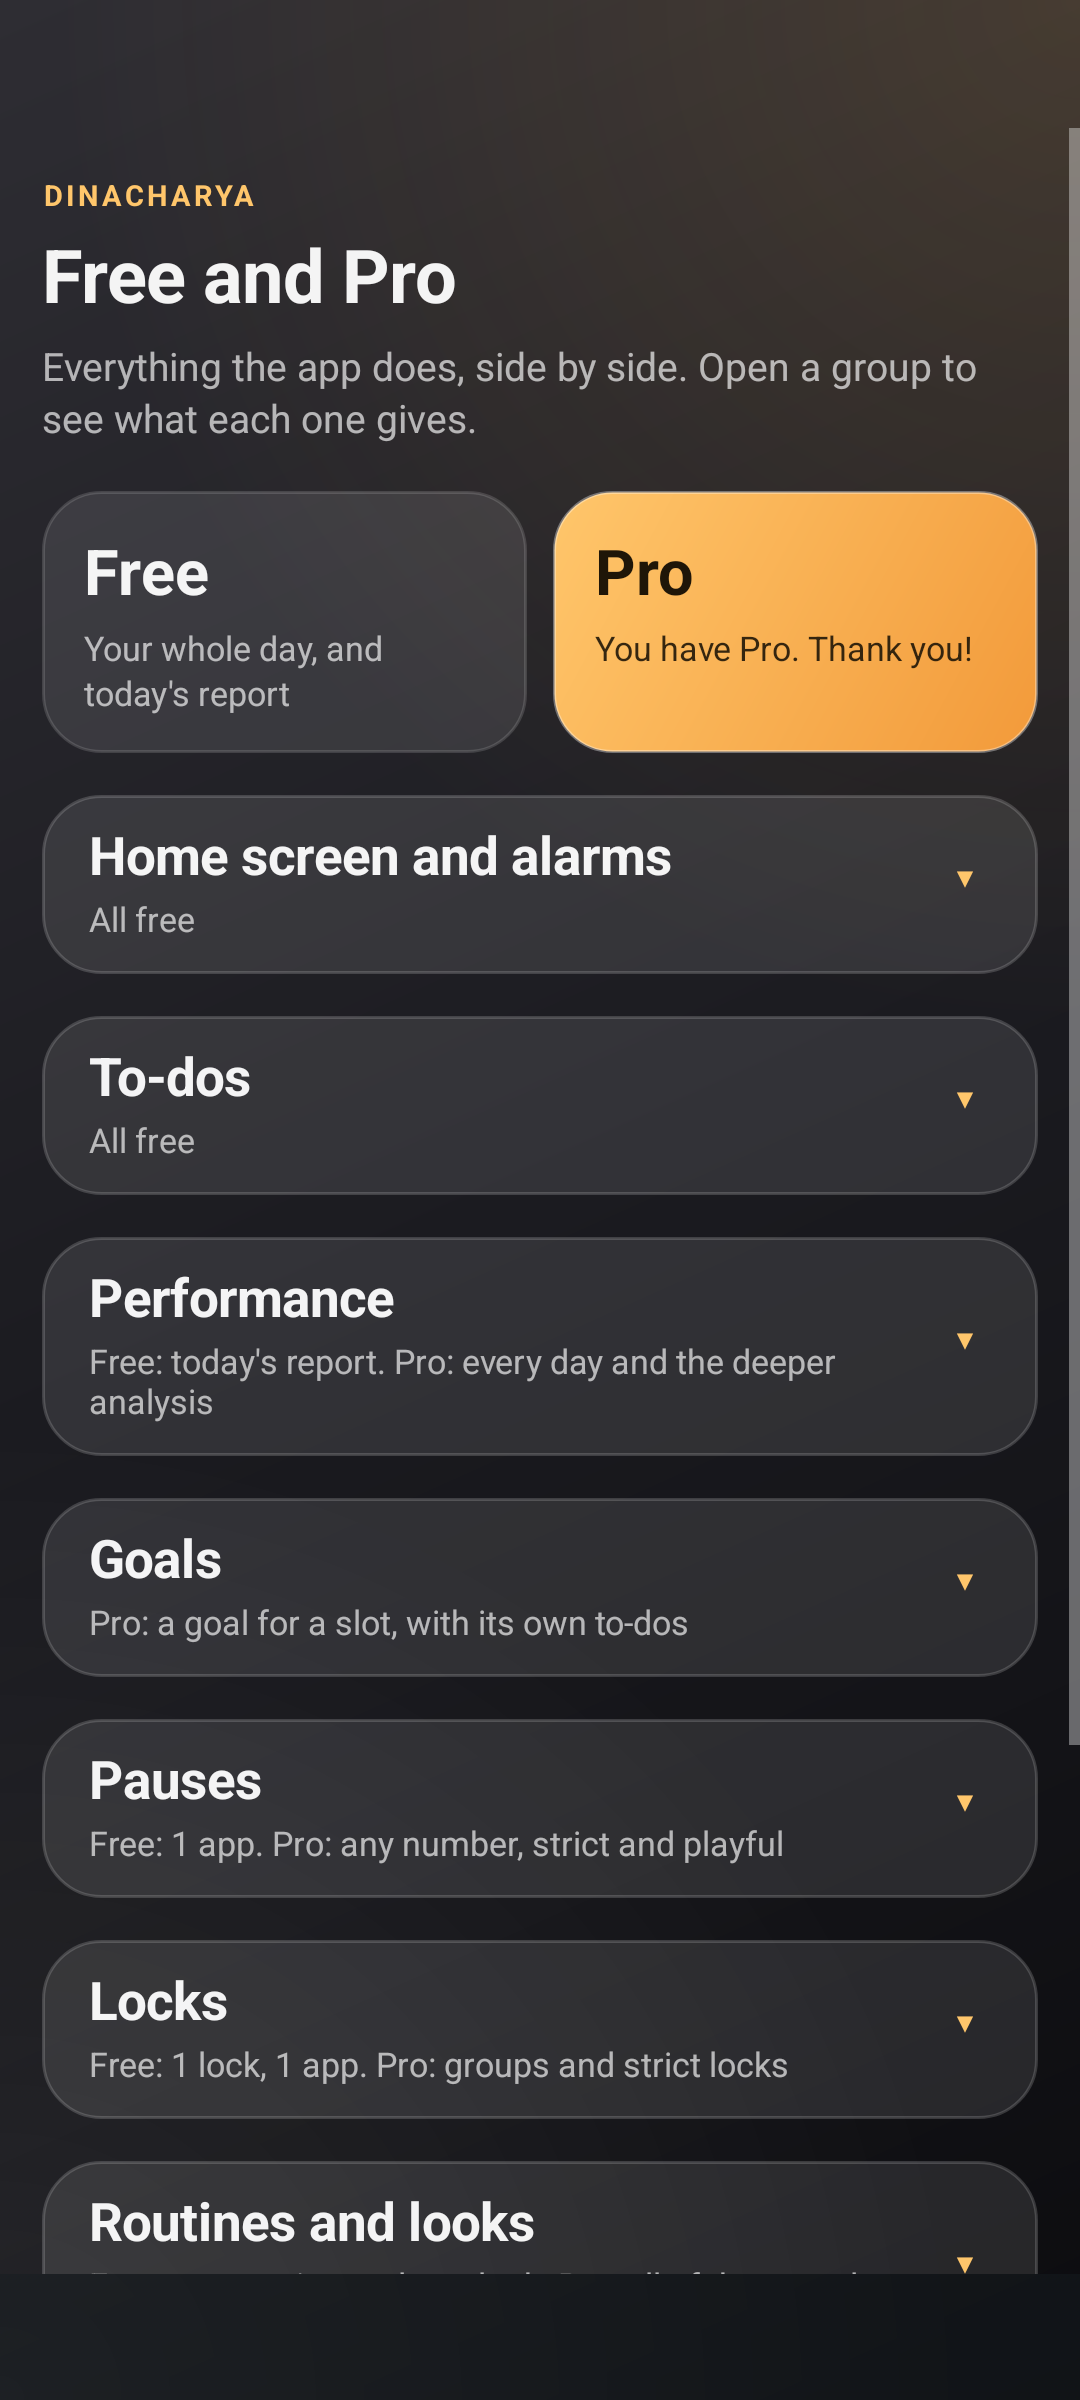 DINACHARYA
Free and Pro
Everything the app does, side by side. Open a group to
see what each one gives.
Free
Your whole day, and
today's report
Pro
You have Pro. Thank you!
Home screen and alarms
All free
To-dos
All free
Performance
Free: today's report. Pro: every day and the deeper
analysis
Goals
Pro: a goal for a slot, with its own to-dos
Pauses
Free: 1 app. Pro: any number, strict and playful
Locks
Free: 1 lock, 1 app. Pro: groups and strict locks
Routines and looks